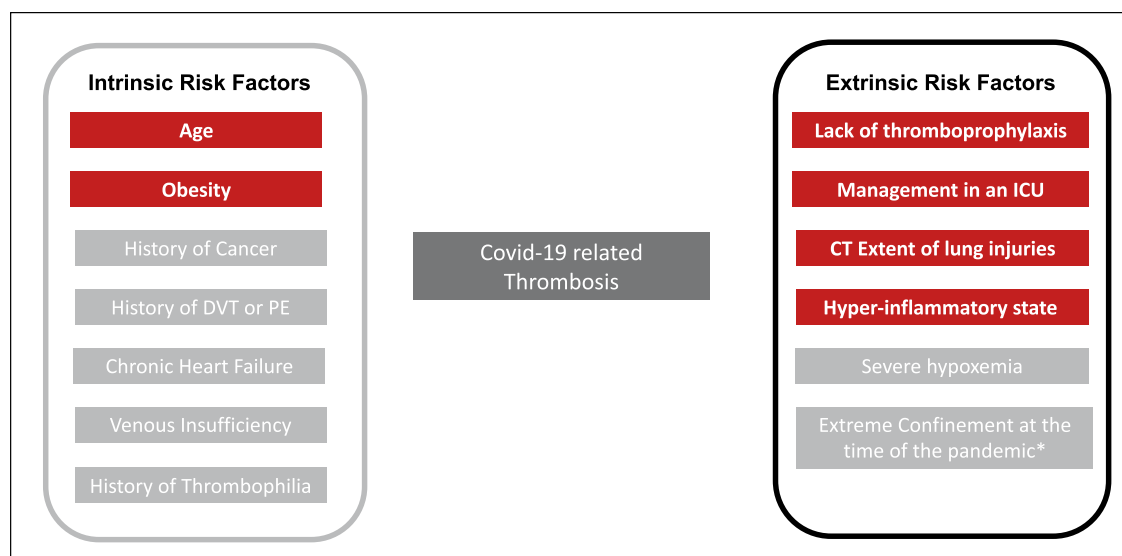 Intrinsic Risk Factors
Age
Obesity
History of Cancer
History of DVT or PE
Chronic Heart Failure
Venous Insufficiency
History of Thrombophilia
Covid-19 related
Thrombosis
Extrinsic Risk Factors
Lack of thromboprophylaxis
Management in an ICU
CT Extent of lung injuries
Hyper-inflammatory state
Severe hypoxemia
Extreme Confinement at the
time of the pandemic*